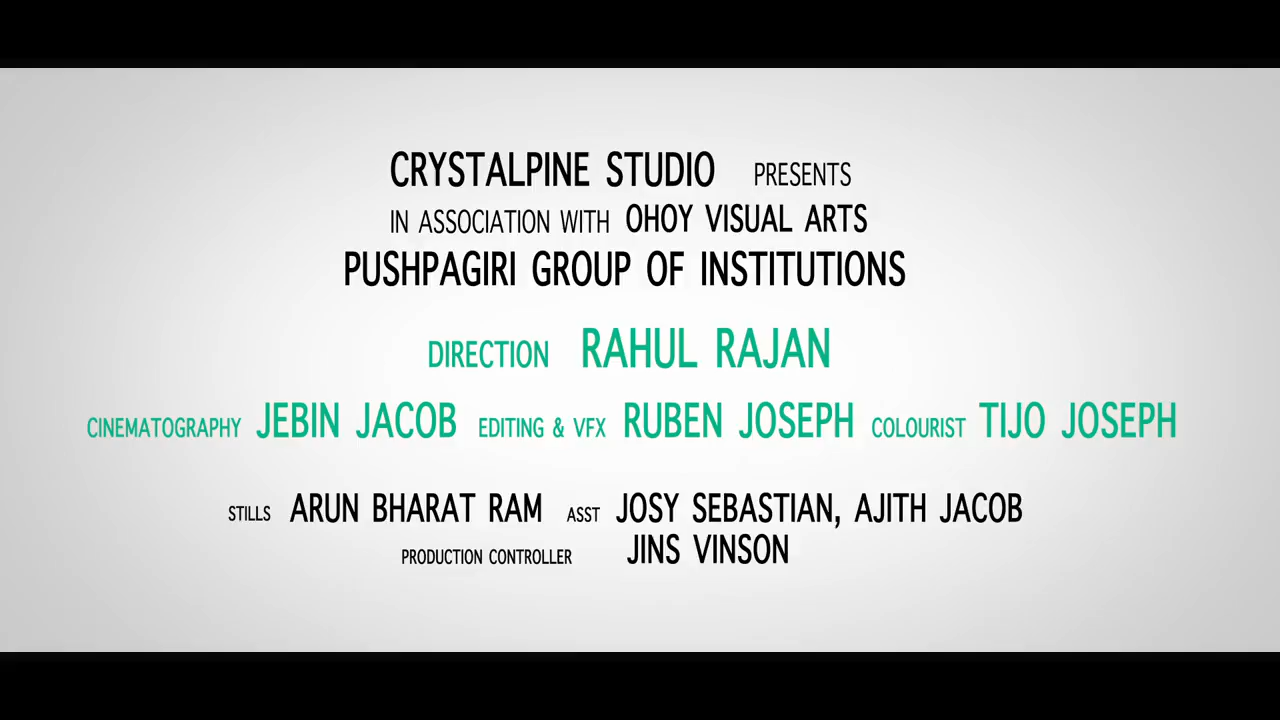 CRYSTALPINE STUDIO PRESENTS
IN ASSOCIATION WITH OHOY VISUAL ARTS
PUSHPAGIRI GROUP OF INSTITUTIONS
DIRECTION RAHUL RAJAN
CINEMATOGRAPHY JEBIN JACOB EDITING & VFX RUBEN JOSEPH COLOURIST TIJO JOSEPH
STILLS ARUN BHARAT RAM ASST JOSY SEBASTIAN, AJITH JACOB
PRODUCTION CONTROLLER JINS VINSON